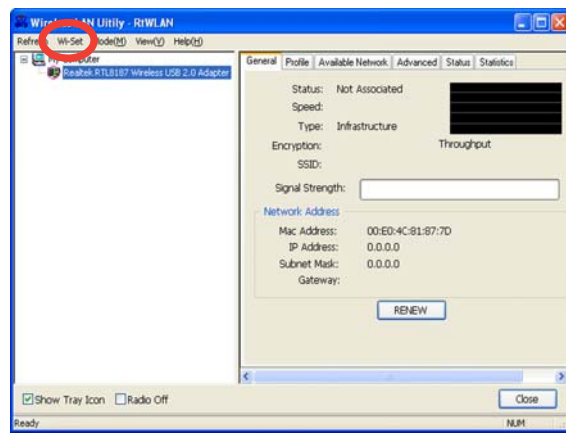 Wireless LAN Uitily - RtWLAN
Refresh Wi-Set Mode(M) View(V) Help(H)
My Computer
Realtek RTL8187 Wireless USB 2.0 Adapter
General Profile Available Network Advanced Status Statistics
Status: Not Associated
Speed:
Type: Infrastructure
Encryption: Throughput
SSID:
Signal Strength:
Network Address
Mac Address: 00:E0:4C:81:87:7D
IP Address: 0.0.0.0
Subnet Mask: 0.0.0.0
Gateway:
RENEW
Show Tray Icon Radio Off Close
Ready NUM